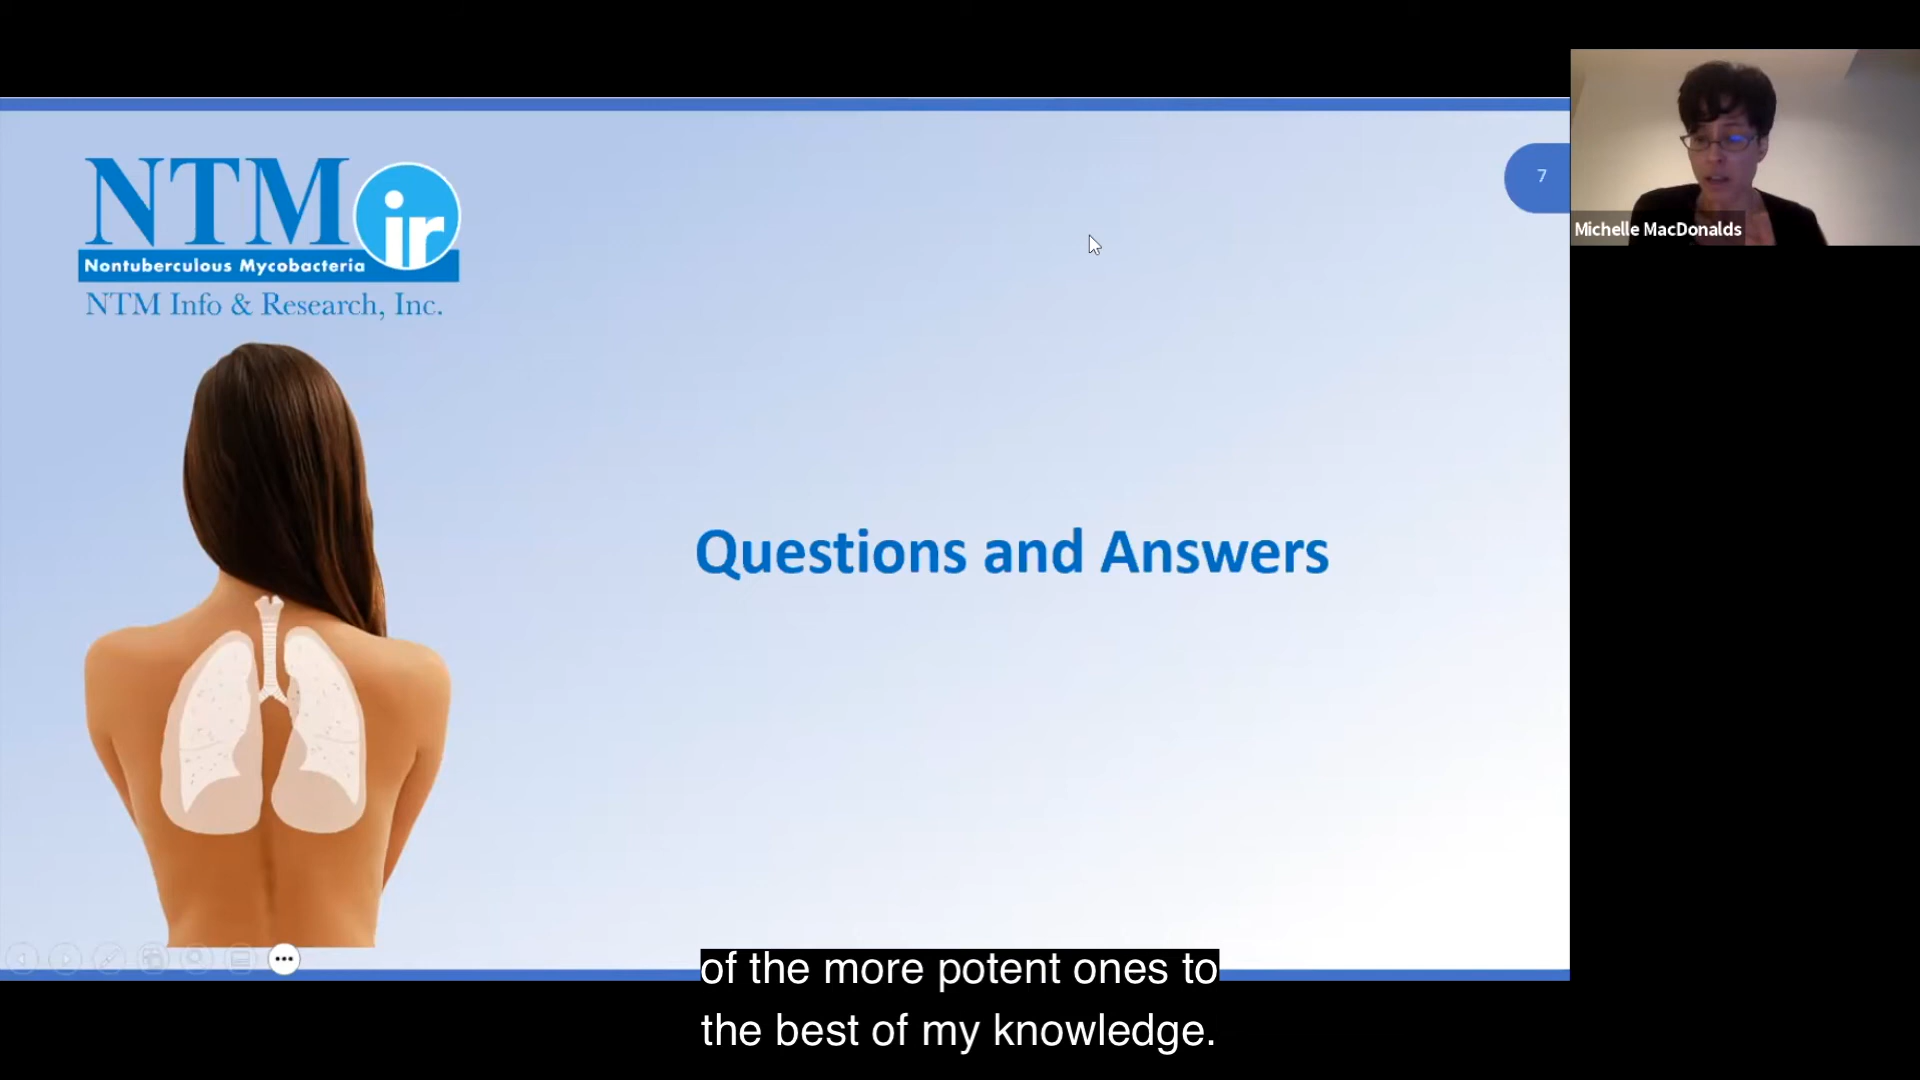 NTM
ir
Nontuberculous Mycobacteria
NTM Info & Research, Inc.
7
Michelle MacDonalds
Questions and Answers
of the more potent ones to
the best of my knowledge.